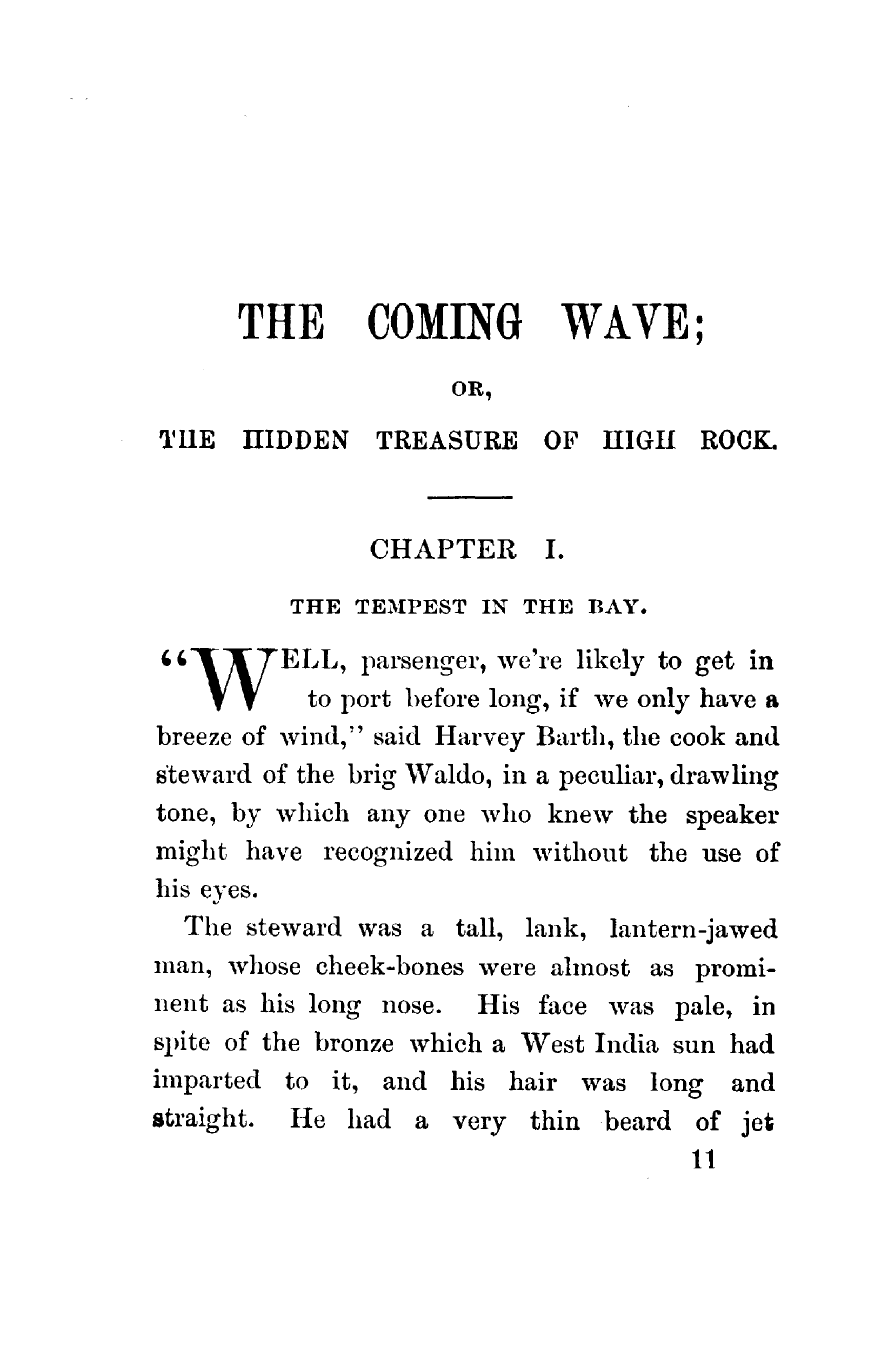 THE COMING WAVE;
OR,
THE HIDDEN TREASURE OF HIGH ROCK.
CHAPTER I.
THE TEMPEST IN THE BAY.
“WELL, parsenger, we're likely to get in
to port before long, if we only have a
breeze of wind,” said Harvey Barth, the cook and
steward of the brig Waldo, in a peculiar, drawling
tone, by which any one who knew the speaker
might have recognized him without the use of
his eyes.
The steward was a tall, lank, lantern-jawed
man, whose cheek-bones were almost as promi-
nent as his long nose. His face was pale, in
spite of the bronze which a West India sun had
imparted to it, and his hair was long and
straight. He had a very thin beard of jet
11